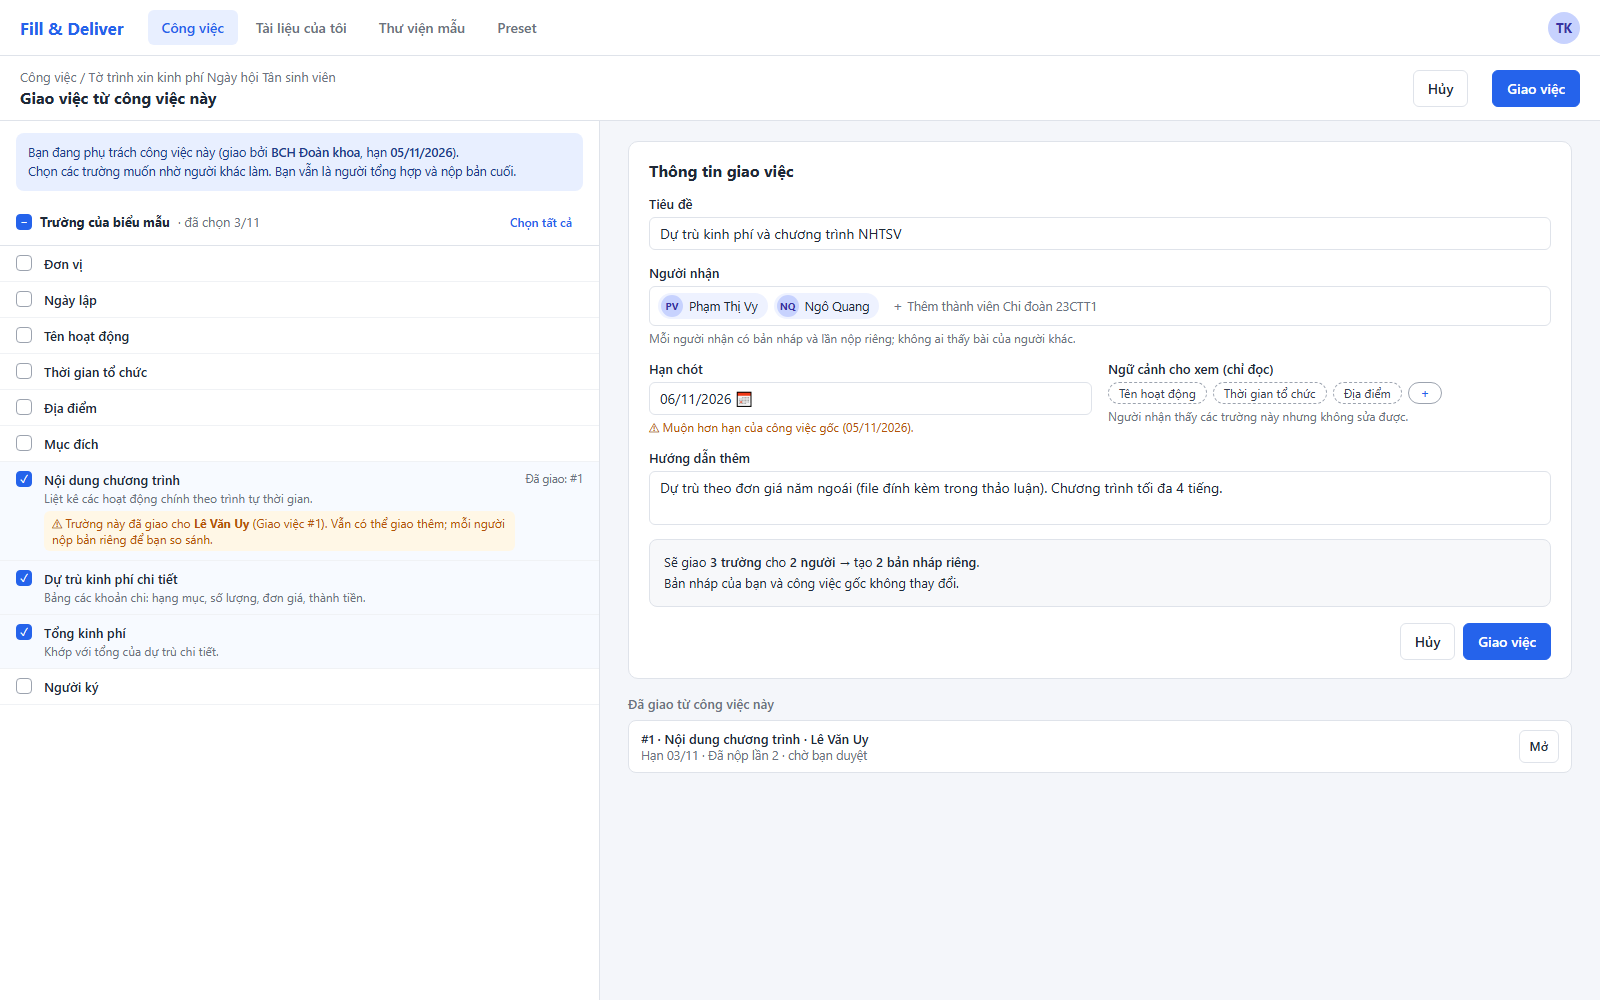 Fill & Deliver
Công việc
Tài liệu của tôi
Thư viện mẫu
Preset
TK
Công việc / Tờ trình xin kinh phí Ngày hội Tân sinh viên
Giao việc từ công việc này
Hủy
Giao việc
Bạn đang phụ trách công việc này (giao bởi BCH Đoàn khoa, hạn 05/11/2026).
Chọn các trường muốn nhờ người khác làm. Bạn vẫn là người tổng hợp và nộp bản cuối.
Trường của biểu mẫu · đã chọn 3/11
Chọn tất cả
Đơn vị
Ngày lập
Tên hoạt động
Thời gian tổ chức
Địa điểm
Mục đích
Nội dung chương trình
Đã giao: #1
Liệt kê các hoạt động chính theo trình tự thời gian.
⚠ Trường này đã giao cho Lê Văn Uy (Giao việc #1). Vẫn có thể giao thêm; mỗi người
nộp bản riêng để bạn so sánh.
Dự trù kinh phí chi tiết
Bảng các khoản chi: hạng mục, số lượng, đơn giá, thành tiền.
Tổng kinh phí
Khớp với tổng của dự trù chi tiết.
Người ký
Thông tin giao việc
Tiêu đề
Dự trù kinh phí và chương trình NHTSV
Người nhận
PV Phạm Thị Vy
NQ Ngô Quang
+ Thêm thành viên Chi đoàn 23CTT1
Mỗi người nhận có bản nháp và lần nộp riêng; không ai thấy bài của người khác.
Hạn chót
06/11/2026
⚠ Muộn hơn hạn của công việc gốc (05/11/2026).
Ngữ cảnh cho xem (chỉ đọc)
Tên hoạt động
Thời gian tổ chức
Địa điểm
+
Người nhận thấy các trường này nhưng không sửa được.
Hướng dẫn thêm
Dự trù theo đơn giá năm ngoái (file đính kèm trong thảo luận). Chương trình tối đa 4 tiếng.
Sẽ giao 3 trường cho 2 người → tạo 2 bản nháp riêng.
Bản nháp của bạn và công việc gốc không thay đổi.
Hủy
Giao việc
Đã giao từ công việc này
#1 · Nội dung chương trình · Lê Văn Uy
Hạn 03/11 · Đã nộp lần 2 · chờ bạn duyệt
Mở